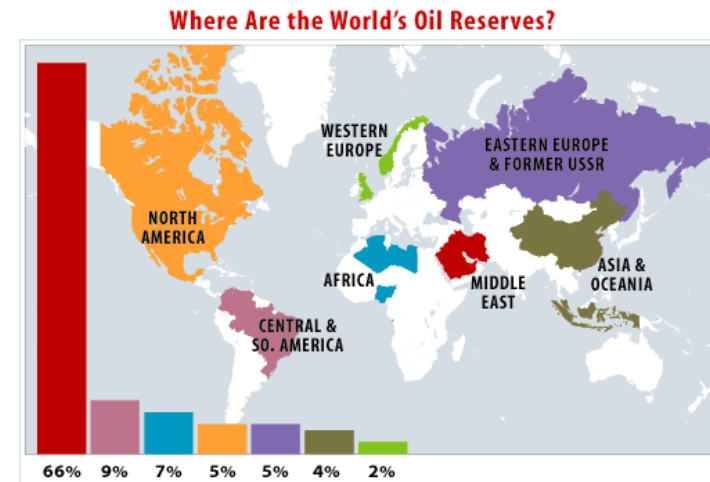 Where Are the World's Oil Reserves?
WESTERN
EUROPE
EASTERN EUROPE
& FORMER USSR
NORTH
AMERICA
AFRICA
MIDDLE
EAST
ASIA &
OCEANIA
CENTRAL &
SO. AMERICA
66% 9% 7% 5% 5% 4% 2%